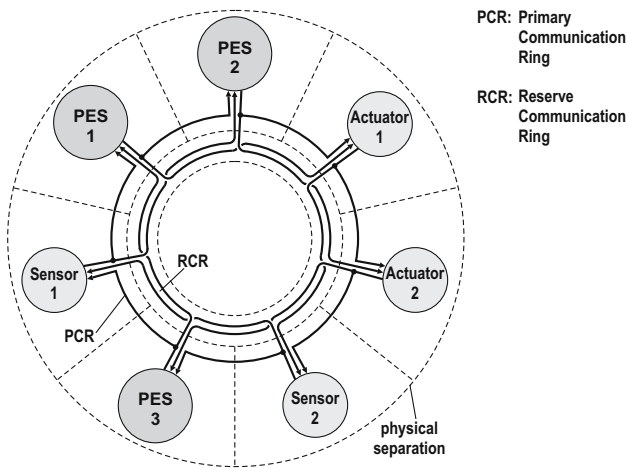 PCR: Primary
Communication
Ring
RCR: Reserve
Communication
Ring
PES
2
PES
1
Actuator
1
Sensor
1
RCR
Actuator
2
PCR
PES
3
Sensor
2
physical
separation